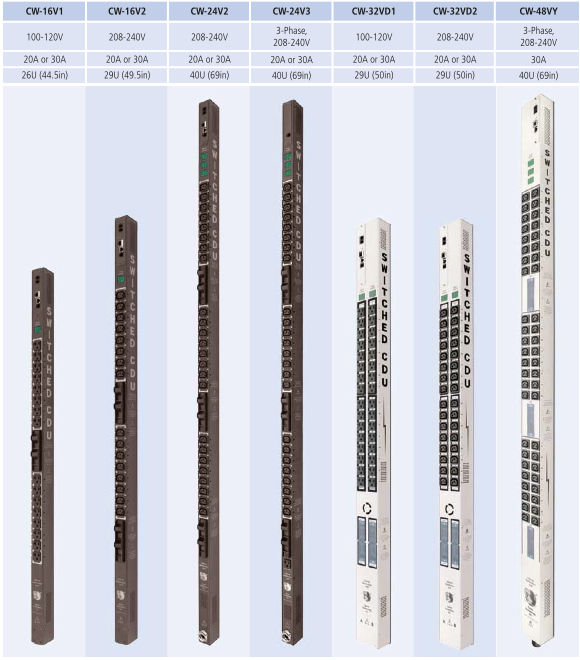 CW-16V1 CW-16V2 CW-24V2 CW-24V3 CW-32VD1 CW-32VD2 CW-48VY
100-120V 208-240V 208-240V 3-Phase, 208-240V 100-120V 208-240V 3-Phase, 208-240V
20A or 30A 20A or 30A 20A or 30A 20A or 30A 20A or 30A 20A or 30A 30A
26U (44.5in) 29U (49.5in) 40U (69in) 40U (69in) 29U (50in) 29U (50in) 40U (69in)
SWITCHED CDU
SWITCHED CDU
SWITCHED CDU
SWITCHED CDU
SWITCHED CDU
SWITCHED CDU
SWITCHED CDU